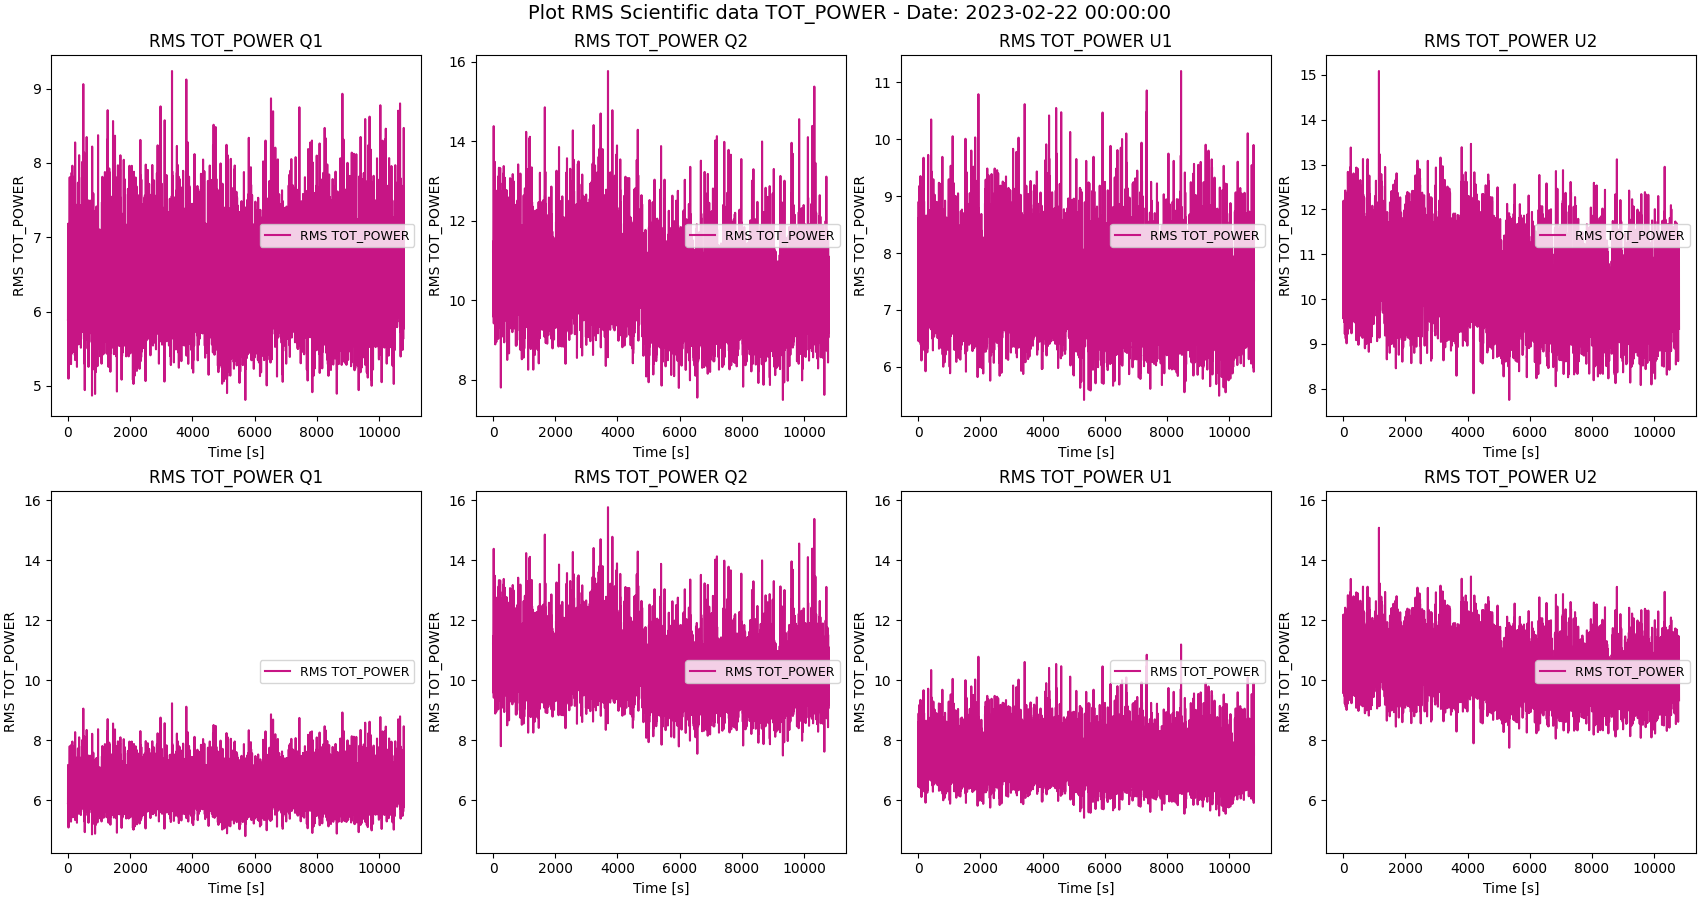 Plot RMS Scientific data TOT_POWER - Date: 2023-02-22 00:00:00
RMS TOT_POWER Q1
RMS TOT_POWER
9
8
7
6
5
RMS TOT_POWER
0 2000 4000 6000 8000 10000
Time [s]
RMS TOT_POWER Q2
RMS TOT_POWER
16
14
12
10
8
RMS TOT_POWER
0 2000 4000 6000 8000 10000
Time [s]
RMS TOT_POWER U1
RMS TOT_POWER
11
10
9
8
7
6
RMS TOT_POWER
0 2000 4000 6000 8000 10000
Time [s]
RMS TOT_POWER U2
RMS TOT_POWER
15
14
13
12
11
10
9
8
RMS TOT_POWER
0 2000 4000 6000 8000 10000
Time [s]
RMS TOT_POWER Q1
RMS TOT_POWER
16
14
12
10
8
6
RMS TOT_POWER
0 2000 4000 6000 8000 10000
Time [s]
RMS TOT_POWER Q2
RMS TOT_POWER
16
14
12
10
8
6
RMS TOT_POWER
0 2000 4000 6000 8000 10000
Time [s]
RMS TOT_POWER U1
RMS TOT_POWER
16
14
12
10
8
6
RMS TOT_POWER
0 2000 4000 6000 8000 10000
Time [s]
RMS TOT_POWER U2
RMS TOT_POWER
16
14
12
10
8
6
RMS TOT_POWER
0 2000 4000 6000 8000 10000
Time [s]